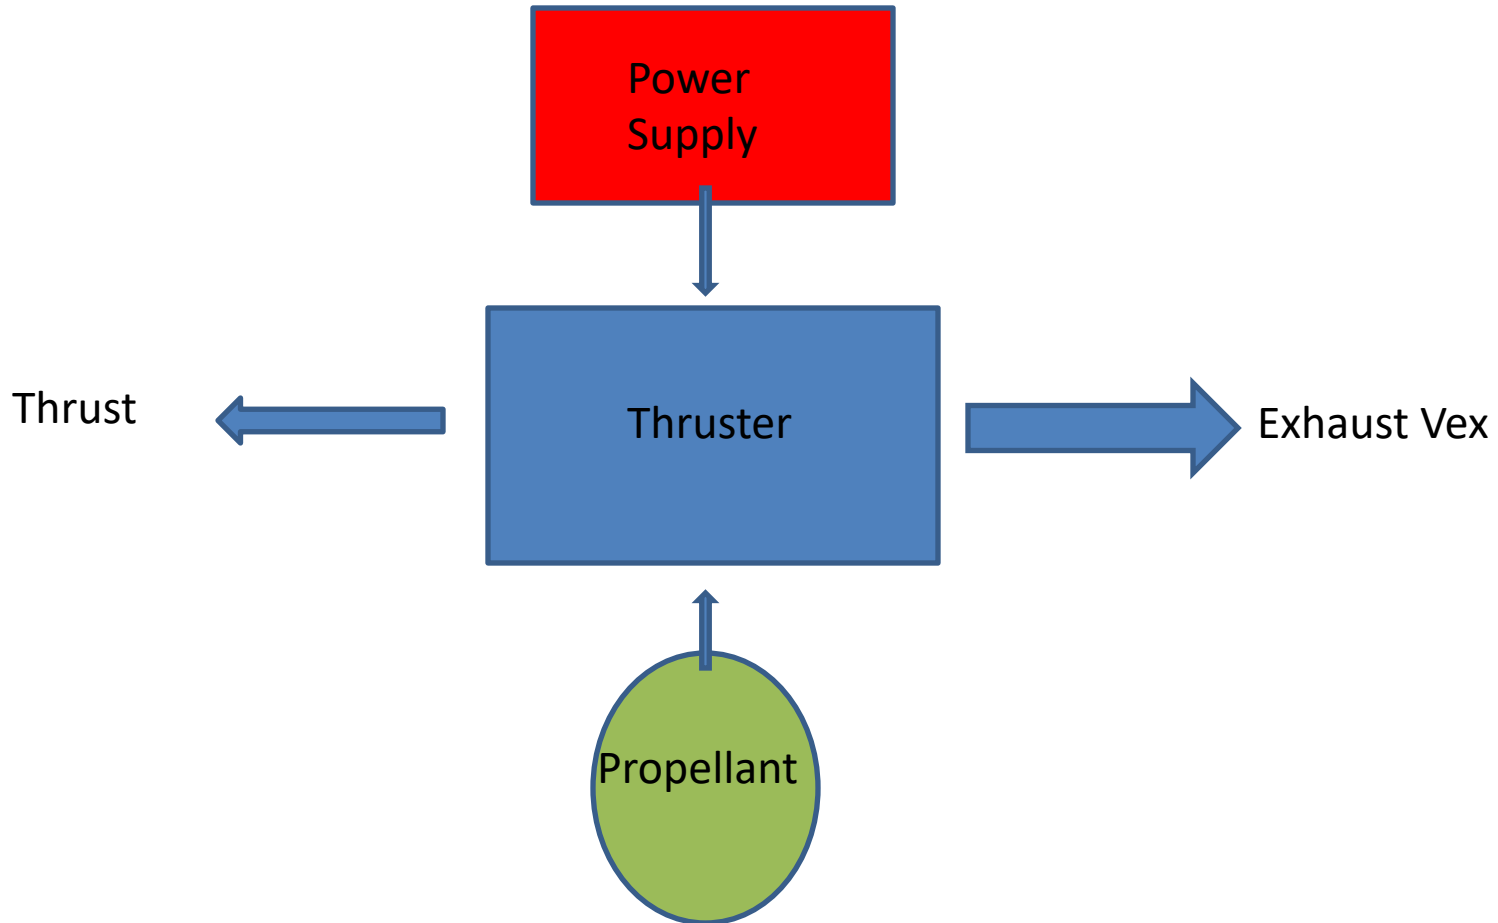 Power
Supply
Thrust
Thruster
Exhaust Vex
Propellant